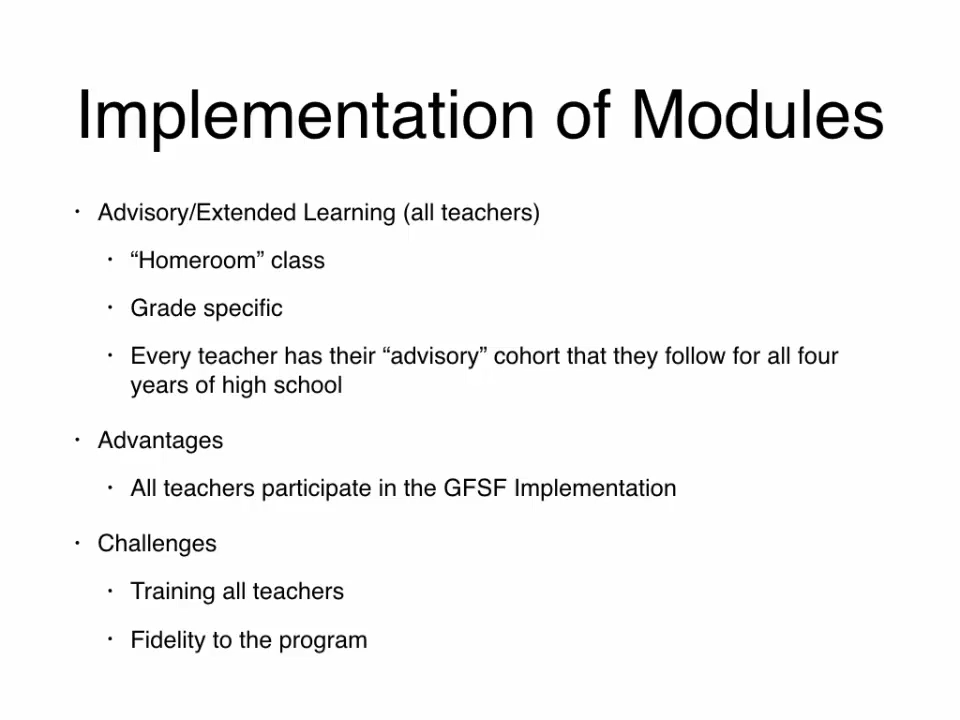 Implementation of Modules
• Advisory/Extended Learning (all teachers)
• “Homeroom” class
• Grade specific
• Every teacher has their “advisory” cohort that they follow for all four
years of high school
• Advantages
• All teachers participate in the GFSF Implementation
• Challenges
• Training all teachers
• Fidelity to the program